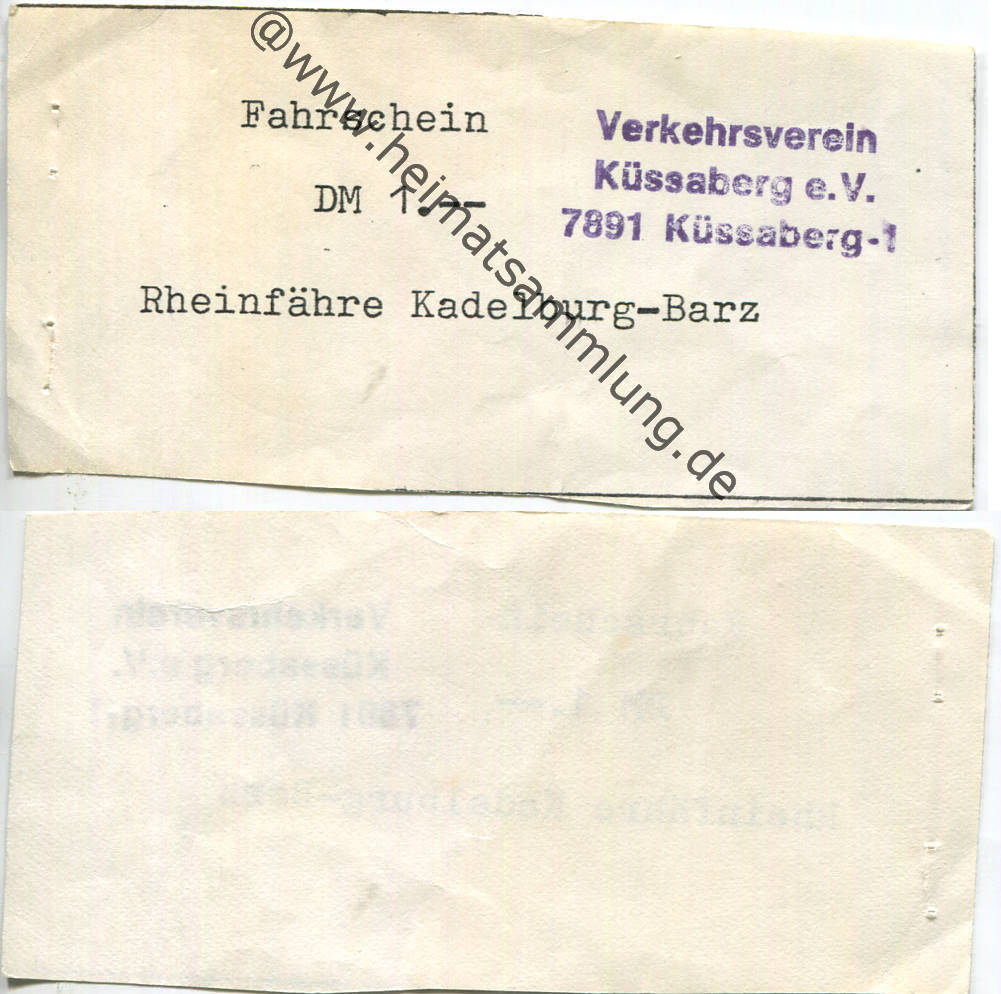 Fahrschein
DM 1.--
Rheinfähre Kadelburg-Barz
Verkehrsverein
Küssaberg e.V.
7891 Küssaberg-1
@www.heimatsammlung.de